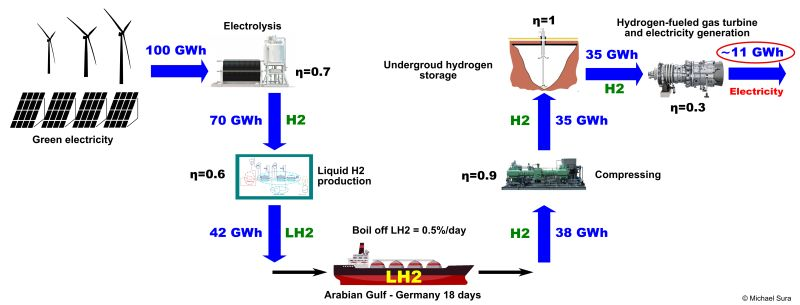 Electrolysis
100 GWh
η=0.7
Green electricity
70 GWh
H2
η=0.6
Liquid H2
production
42 GWh
LH2
Boil off LH2 = 0.5%/day
LH2
Arabian Gulf - Germany 18 days
H2
38 GWh
η=0.9
Compressing
H2
35 GWh
Undergroud hydrogen
storage
η=1
35 GWh
H2
Hydrogen-fueled gas turbine
and electricity generation
η=0.3
~11 GWh
Electricity
© Michael Sura